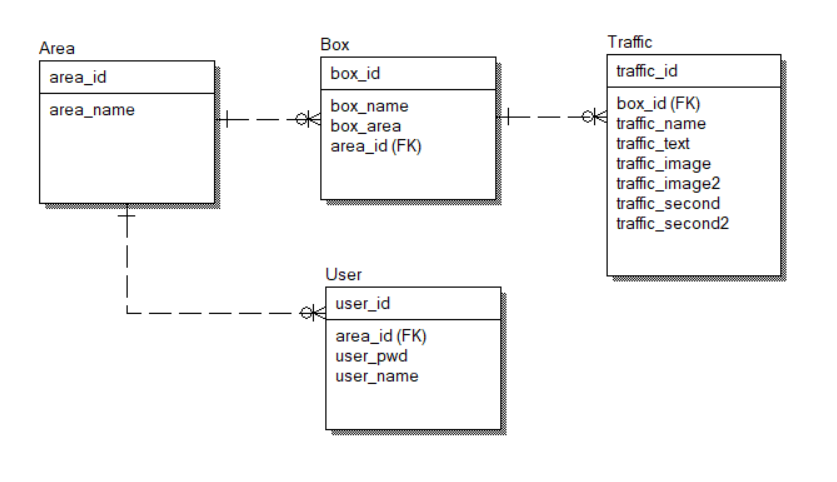 Area
area_id
area_name
Box
box_id
box_name
box_area
area_id (FK)
Traffic
traffic_id
box_id (FK)
traffic_name
traffic_text
traffic_image
traffic_image2
traffic_second
traffic_second2
User
user_id
area_id (FK)
user_pwd
user_name